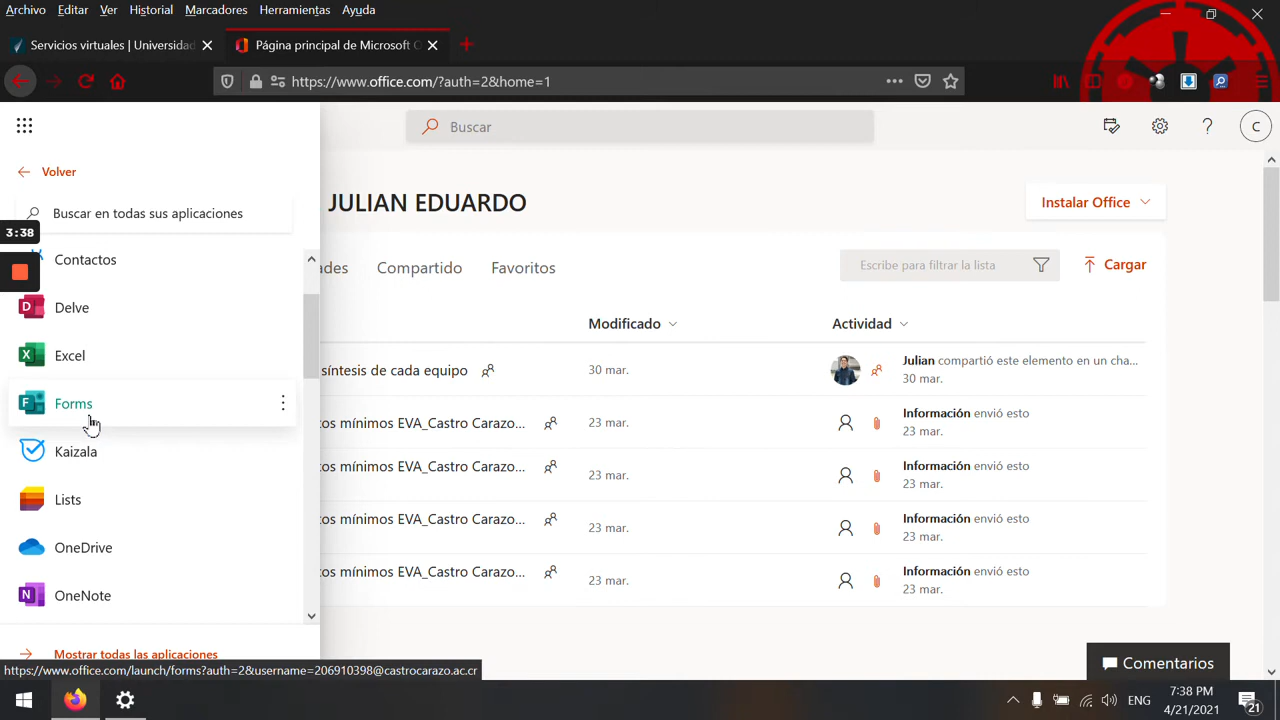 Archivo Editar Ver Historial Marcadores Herramientas Ayuda
Servicios virtuales | Universidad
Página principal de Microsoft O
https://www.office.com/?auth=2&home=1
Buscar
C
Volver
Buscar en todas sus aplicaciones
3:38
Contactos
Delve
Excel
Forms
Kaizala
Lists
OneDrive
OneNote
Mostrar todas las aplicaciones
https://www.office.com/launch/forms?auth=2&username=206910398@castrocarazo.ac.cr
JULIAN EDUARDO
Instalar Office
ades Compartido Favoritos
Escribe para filtrar la lista
Cargar
Modificado Actividad
síntesis de cada equipo 30 mar. Julian compartió este elemento en un cha...
30 mar.
tos mínimos EVA_Castro Carazo... 23 mar. Información envió esto
23 mar.
tos mínimos EVA_Castro Carazo... 23 mar. Información envió esto
23 mar.
tos mínimos EVA_Castro Carazo... 23 mar. Información envió esto
23 mar.
tos mínimos EVA_Castro Carazo... 23 mar. Información envió esto
23 mar.
Comentarios
ENG
7:38 PM
4/21/2021
21